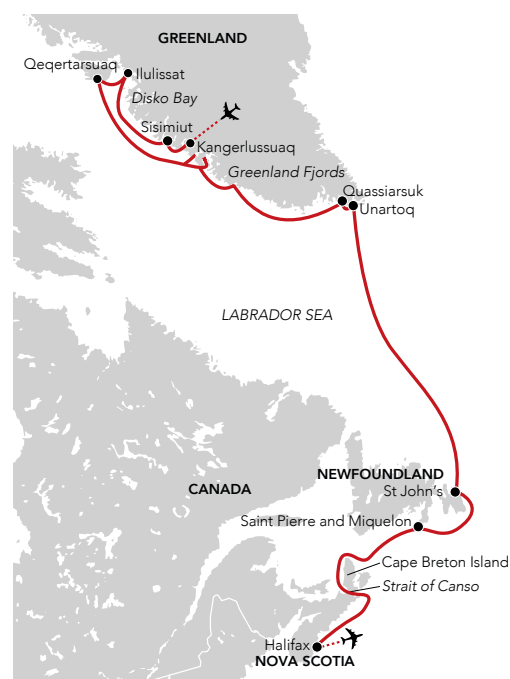 GREENLAND
Qeqertarsuaq
Ilulissat
Disko Bay
Sisimiut
Kangerlussuaq
Greenland Fjords
Quassiarsuk
Unartoq
LABRADOR SEA
NEWFOUNDLAND
St John's
CANADA
Saint Pierre and Miquelon
Cape Breton Island
Strait of Canso
Halifax
NOVA SCOTIA